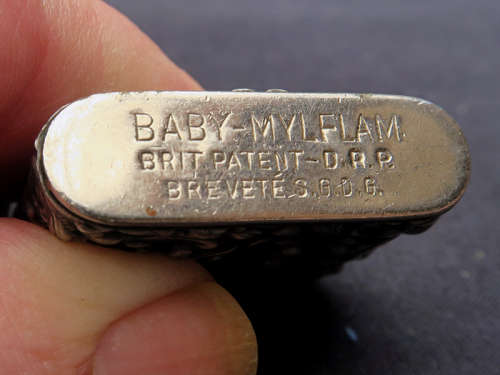 BABY-MYLFLAM
BRIT. PATENT-D.R.P.
BREVETÉ S.G.D.G.